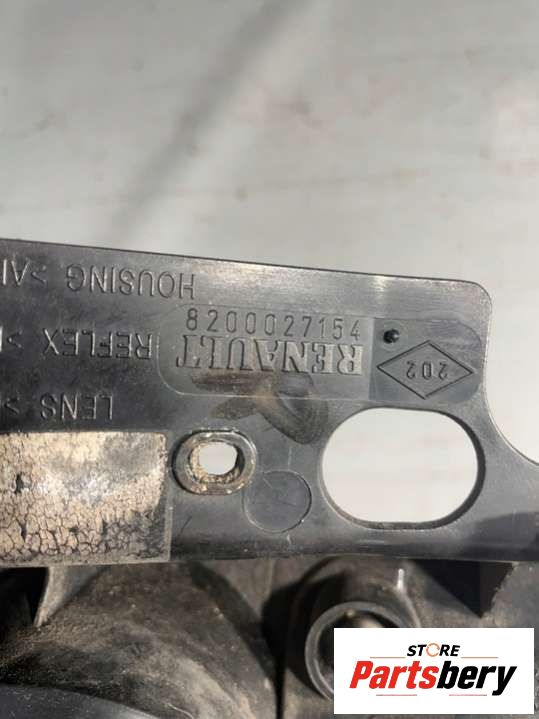 HOUSING >A
8200027154
RENAULT
202
REFLEX >
LENS >
STORE
Partsbery